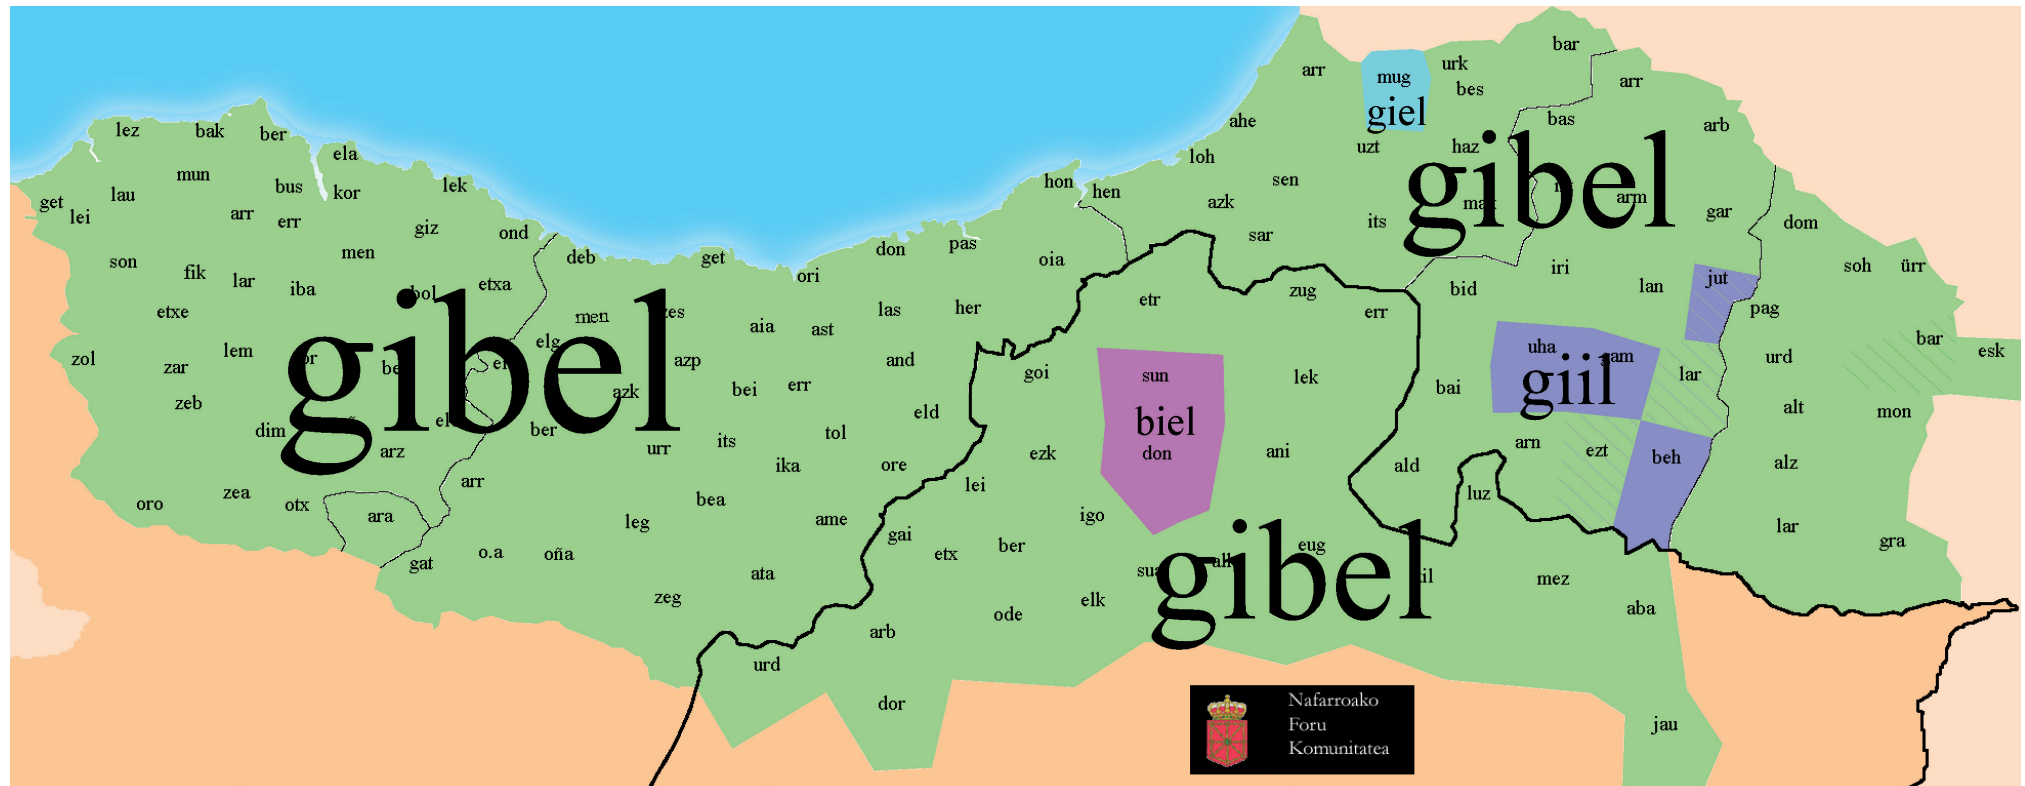 lez
bak
ber
ela
mun
lau
bus
kor
lek
get
lei
arr
err
giz
ond
men
son
fik
lar
iba
bol
etxa
etxe
zol
zar
lem
zeb
dim
arz
oro
zea
otx
ara
gibel
deb
get
ori
don
pas
hon
hen
oia
men
zes
elg
azp
aia
ast
las
her
and
bei
err
azk
eld
ber
urr
its
tol
ika
ore
arr
bea
leg
ame
gat
o.a
oña
ata
zeg
arr
mug
giel
urk
bes
bar
arr
ahe
bas
arb
loh
uzt
haz
sen
azk
its
mak
arm
gar
sar
gibel
dom
soh
ürr
iri
lan
jut
bid
pag
bar
esk
etr
zug
err
uha
gam
giil
lar
urd
goi
sun
biel
don
lek
bai
alt
mon
ezk
ani
ald
arn
ezt
beh
alz
lei
luz
igo
lar
gra
gai
etx
ber
eug
sua
mez
gibel
elk
ode
aba
arb
urd
dor
jau
Nafarroako
Foru
Komunitatea